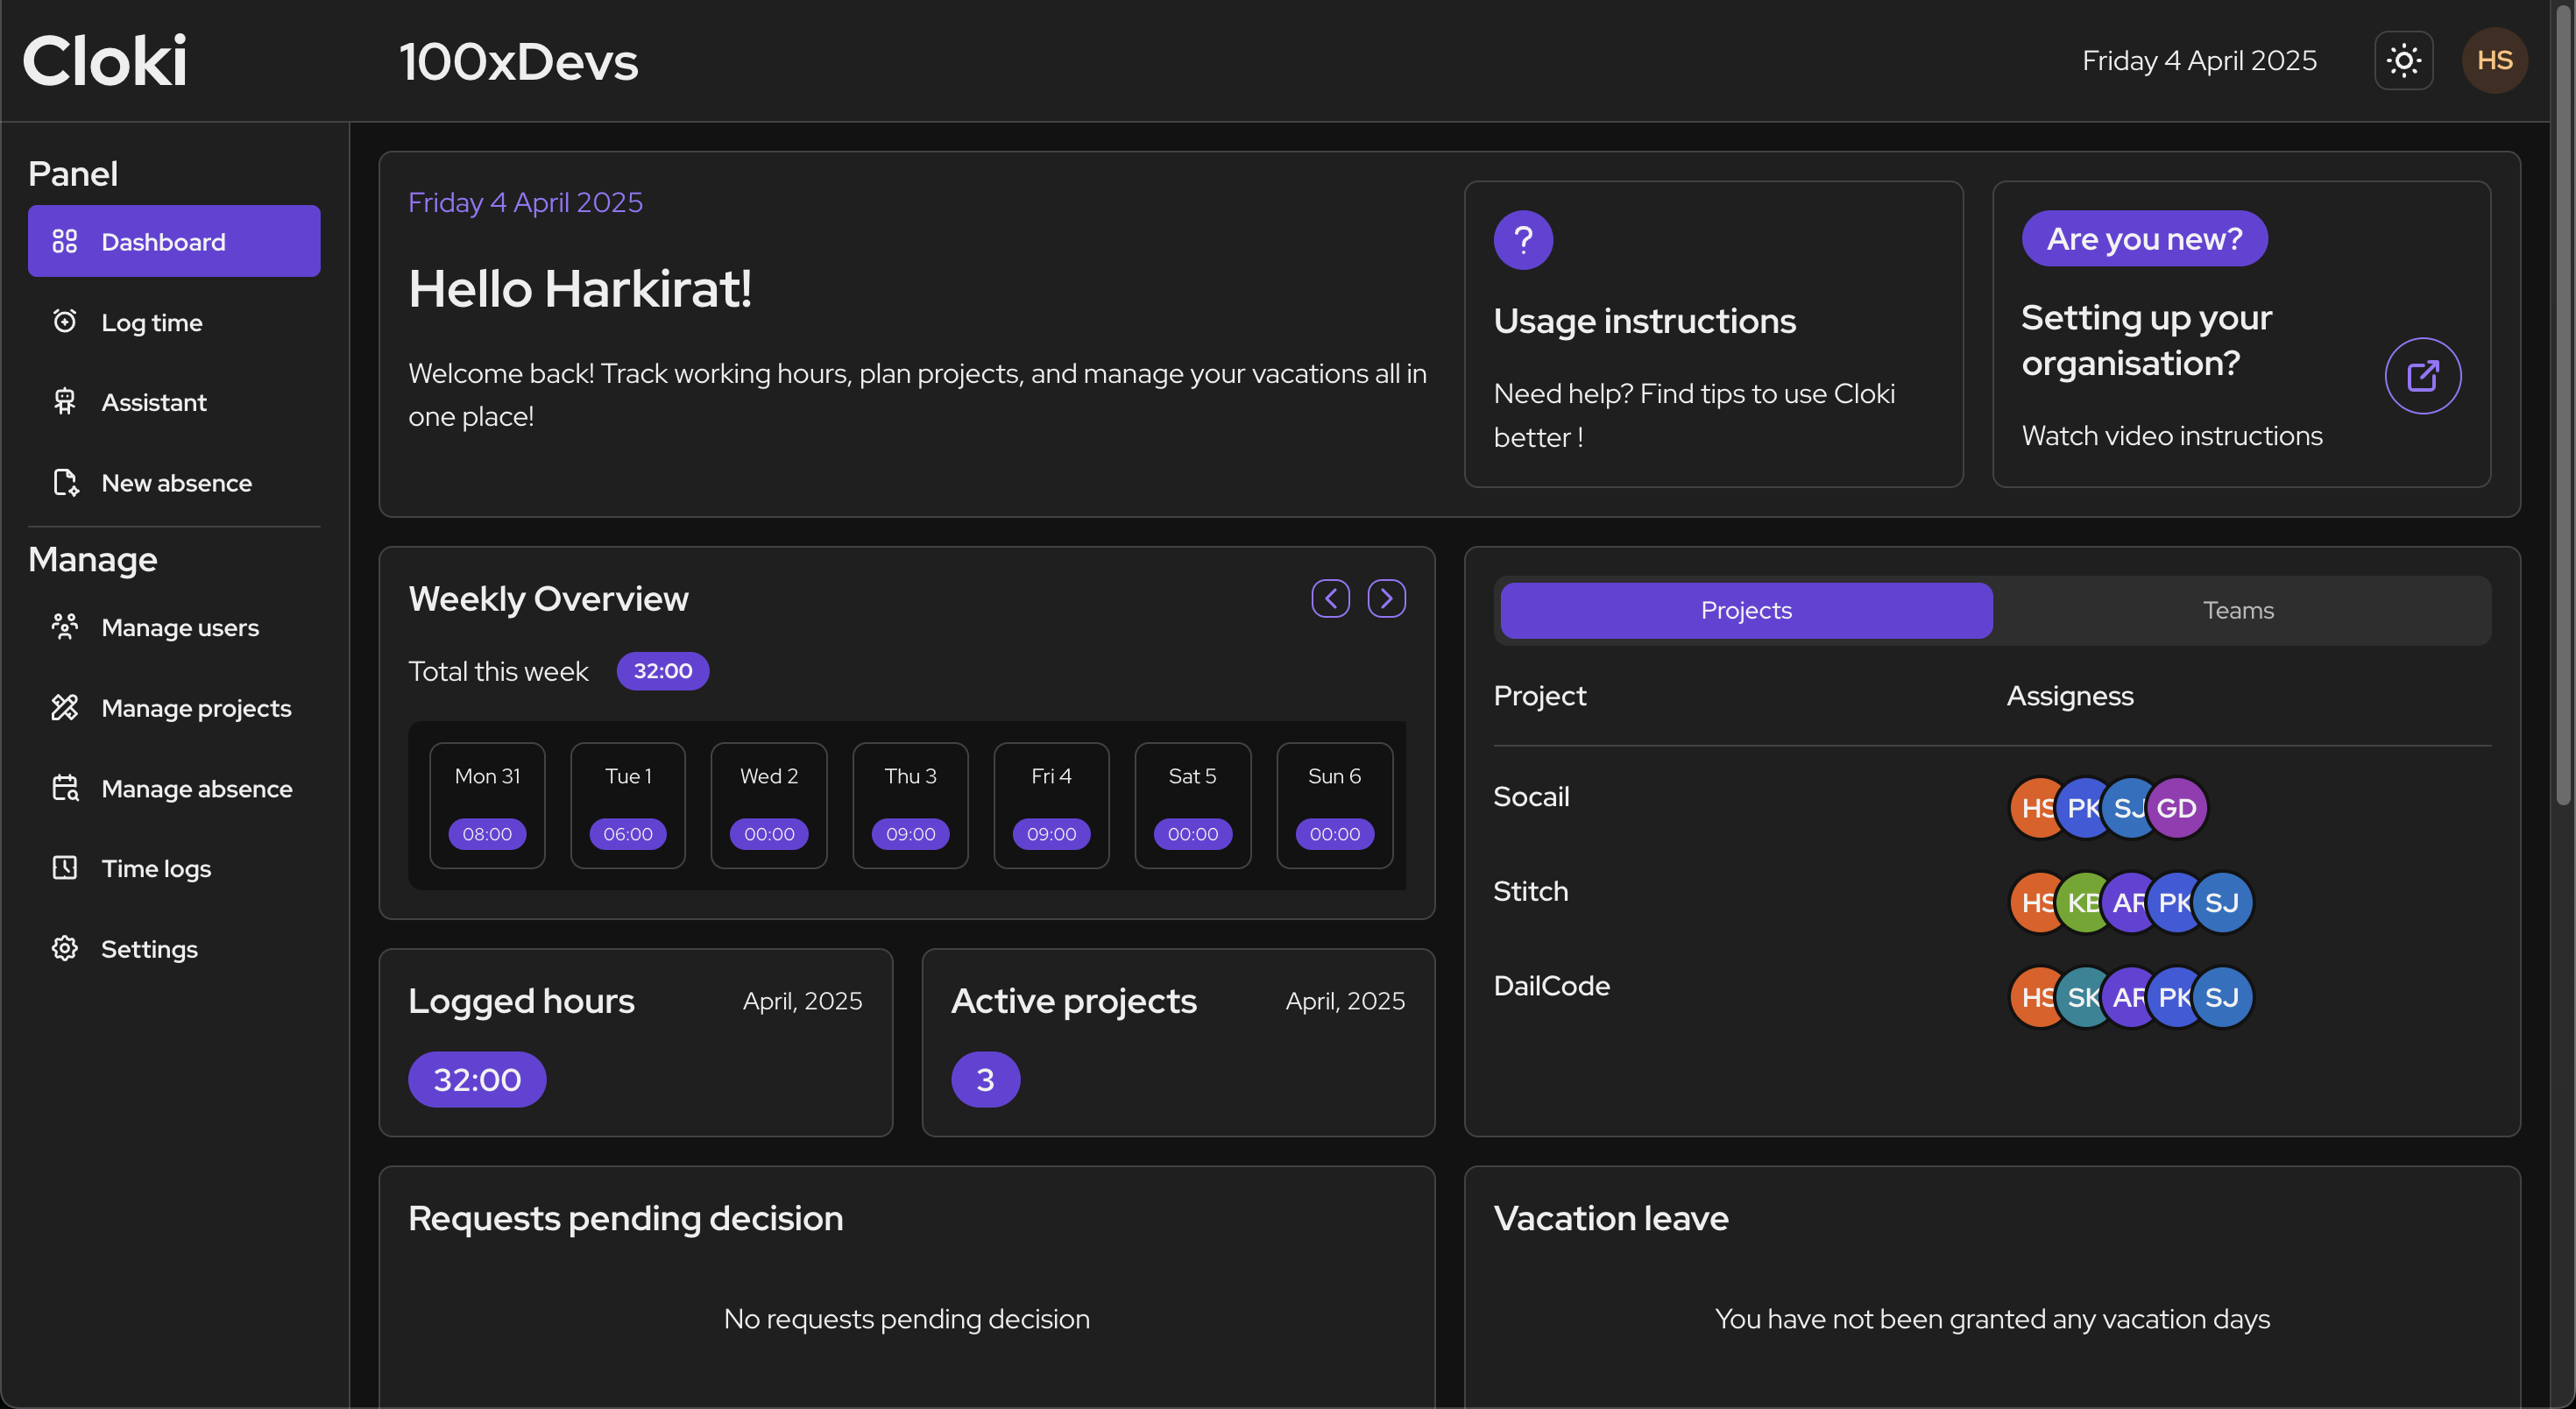 Cloki
100xDevs
Friday 4 April 2025
HS
Panel
Dashboard
Log time
Assistant
New absence
Manage
Manage users
Manage projects
Manage absence
Time logs
Settings
Friday 4 April 2025
Hello Harkirat!
Welcome back! Track working hours, plan projects, and manage your vacations all in
one place!
?
Usage instructions
Need help? Find tips to use Cloki
better !
Are you new?
Setting up your
organisation?
Watch video instructions
Weekly Overview
Total this week 32:00
Mon 31 Tue 1 Wed 2 Thu 3 Fri 4 Sat 5 Sun 6
08:00 06:00 00:00 09:00 09:00 00:00 00:00
Logged hours April, 2025
32:00
Active projects April, 2025
3
Projects Teams
Project Assigness
Socail HS PK SJ GD
Stitch HS KB AR PK SJ
DailCode HS SK AR PK SJ
Requests pending decision
No requests pending decision
Vacation leave
You have not been granted any vacation days